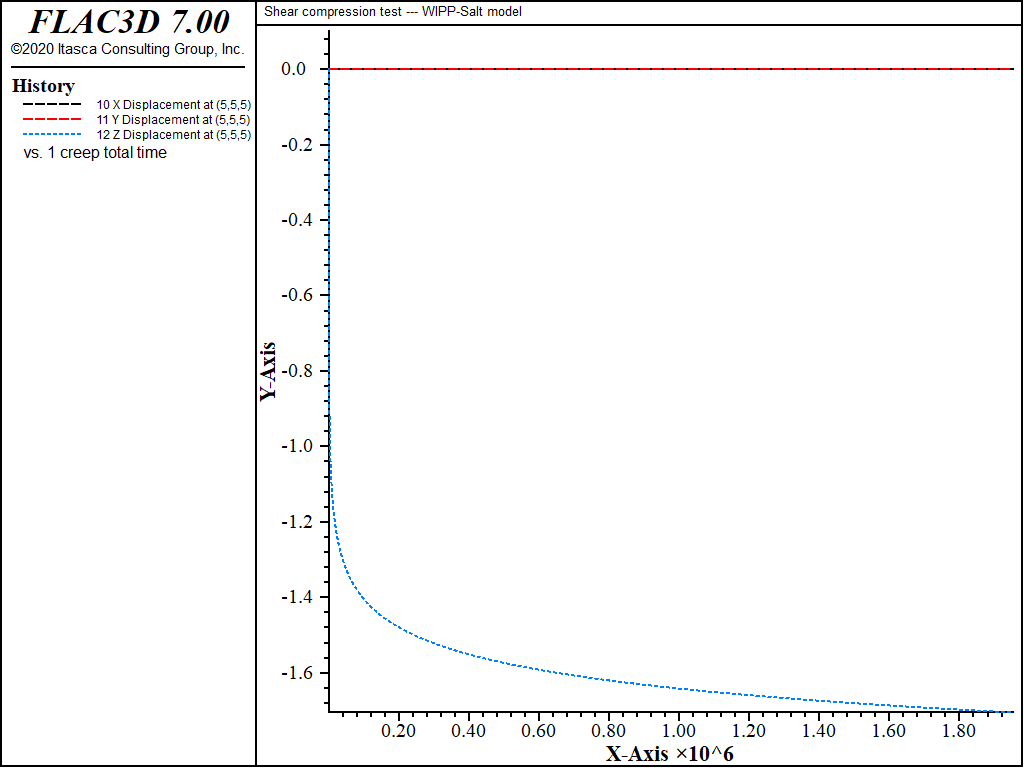 FLAC3D 7.00
©2020 Itasca Consulting Group, Inc.
History
10 X Displacement at (5,5,5)
11 Y Displacement at (5,5,5)
12 Z Displacement at (5,5,5)
vs. 1 creep total time
Shear compression test --- WIPP-Salt model
Y-Axis
0.0
-0.2
-0.4
-0.6
-0.8
-1.0
-1.2
-1.4
-1.6
0.20 0.40 0.60 0.80 1.00 1.20 1.40 1.60 1.80
X-Axis ×10^6